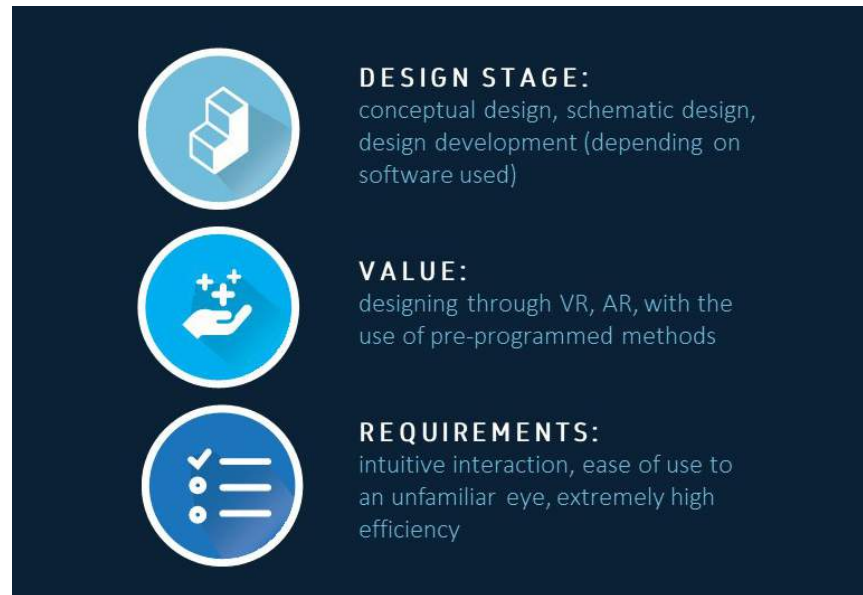 DESIGN STAGE:
conceptual design, schematic design,
design development (depending on
software used)
VALUE:
designing through VR, AR, with the
use of pre-programmed methods
REQUIREMENTS:
intuitive interaction, ease of use to
an unfamiliar eye, extremely high
efficiency